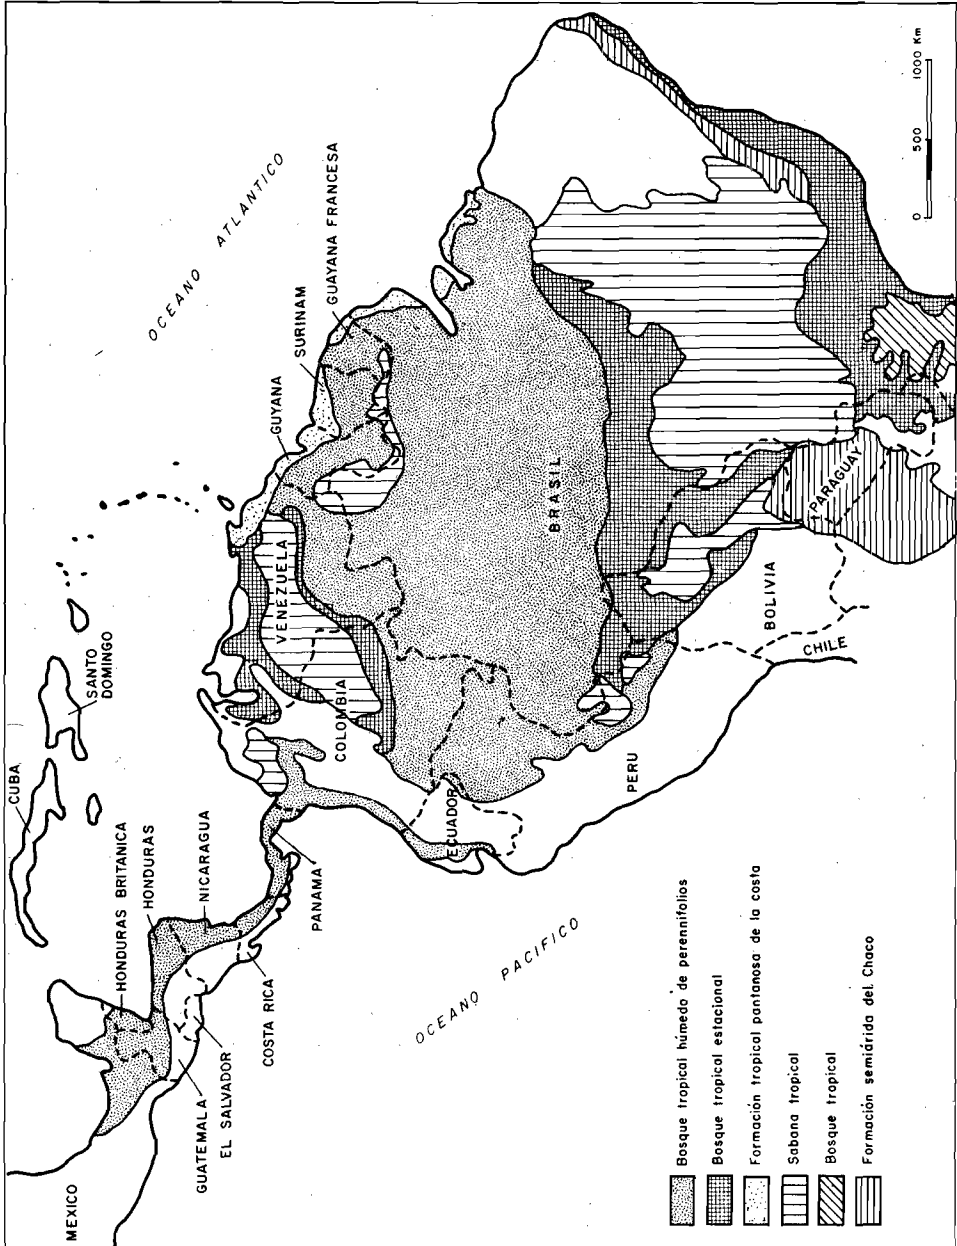 MEXICO
CUBA
SANTO
DOMINGO
HONDURAS BRITANICA
HONDURAS
NICARAGUA
GUATEMALA
EL SALVADOR
COSTA RICA
PANAMA
OCEANO ATLANTICO
OCEANO PACIFICO
VENEZUELA
GUYANA
SURINAM
GUAYANA FRANCESA
COLOMBIA
ECUADOR
PERU
BRASIL
BOLIVIA
PARAGUAY
CHILE
Bosque tropical húmedo de perennifolios
Bosque tropical estacional
Formación tropical pantanosa de la costa
Sabana tropical
Bosque tropical
Formación semiárida del Chaco
0 500 1000 Km